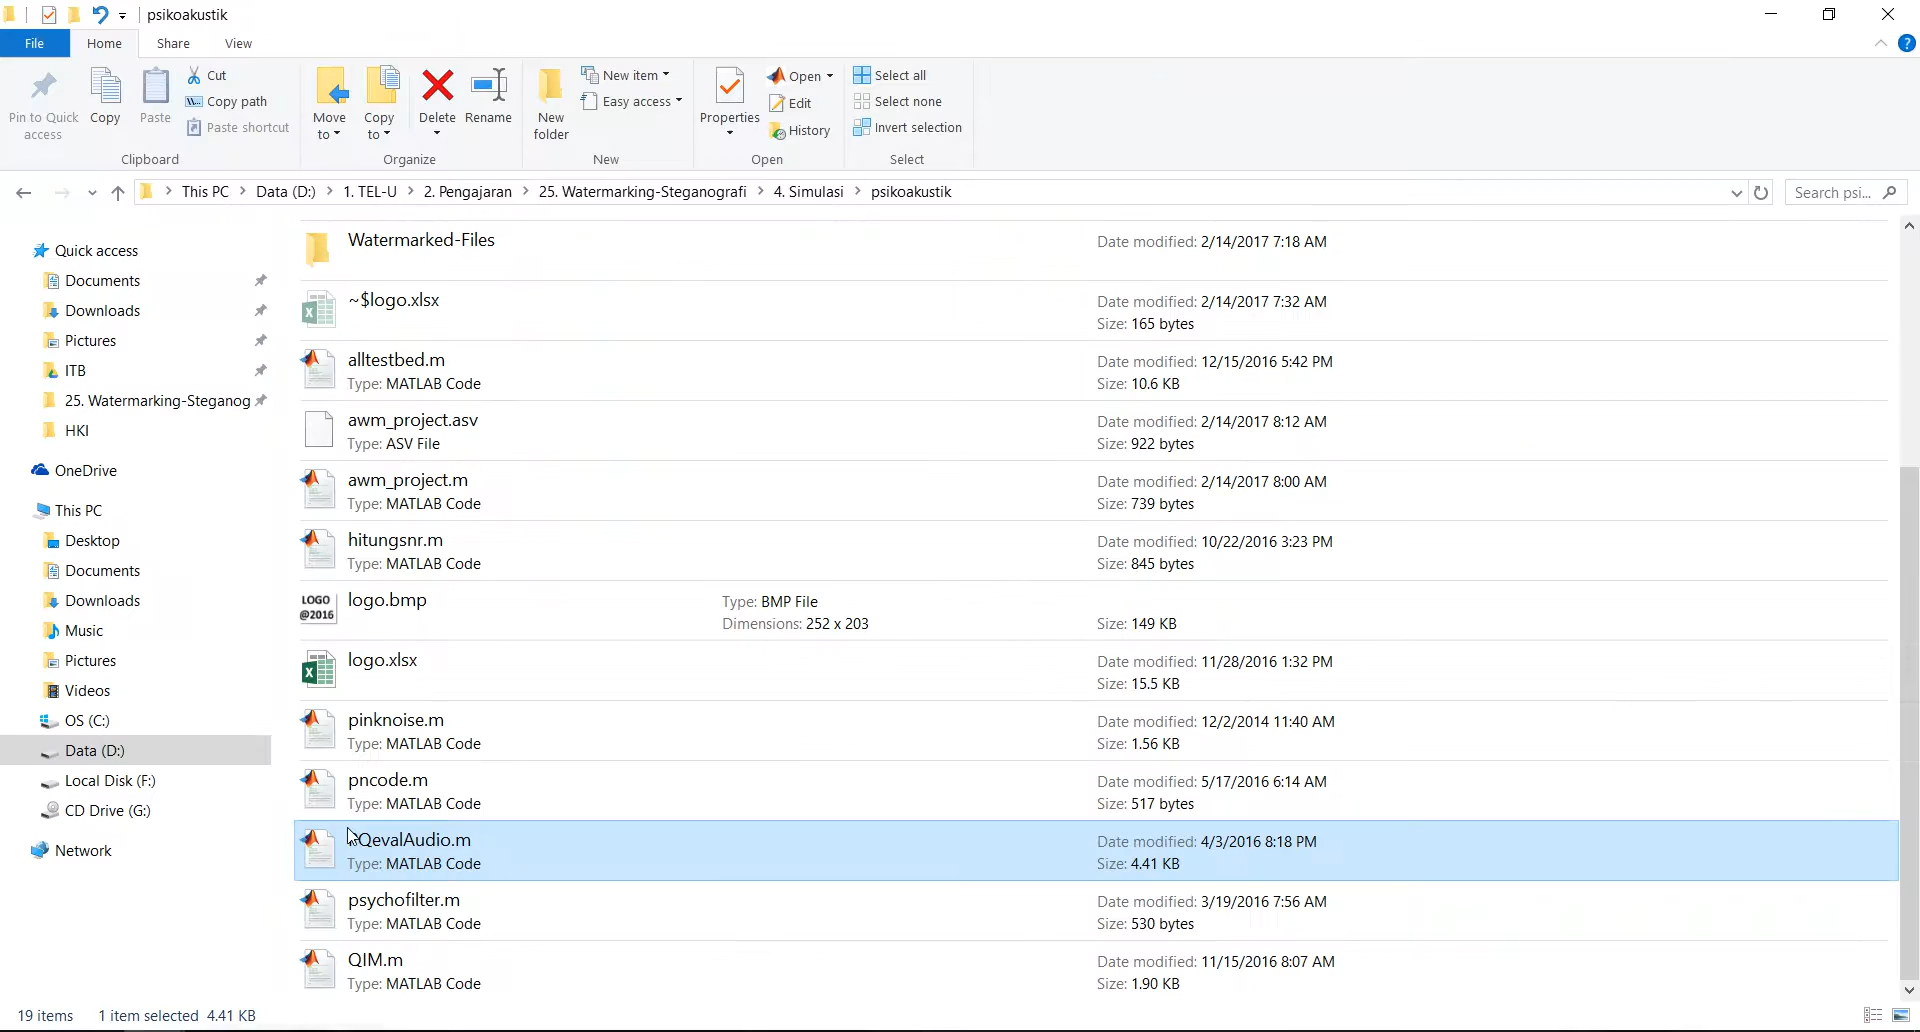 psikoakustik
File Home Share View
Pin to Quick access
Copy
Paste
Cut
Copy path
Paste shortcut
Clipboard
Move to
Copy to
Delete
Rename
Organize
New folder
New item
Easy access
New
Properties
Open
Edit
History
Open
Select all
Select none
Invert selection
Select
This PC > Data (D:) > 1. TEL-U > 2. Pengajaran > 25. Watermarking-Steganografi > 4. Simulasi > psikoakustik
Search psi...
Quick access
Documents
Downloads
Pictures
ITB
25. Watermarking-Steganog
HKI
OneDrive
This PC
Desktop
Documents
Downloads
Music
Pictures
Videos
OS (C:)
Data (D:)
Local Disk (F:)
CD Drive (G:)
Network
Watermarked-Files Date modified: 2/14/2017 7:18 AM
~$logo.xlsx Date modified: 2/14/2017 7:32 AM
Size: 165 bytes
alltestbed.m Date modified: 12/15/2016 5:42 PM
Type: MATLAB Code Size: 10.6 KB
awm_project.asv Date modified: 2/14/2017 8:12 AM
Type: ASV File Size: 922 bytes
awm_project.m Date modified: 2/14/2017 8:00 AM
Type: MATLAB Code Size: 739 bytes
hitungsnr.m Date modified: 10/22/2016 3:23 PM
Type: MATLAB Code Size: 845 bytes
LOGO
@2016
logo.bmp Type: BMP File
Dimensions: 252 x 203 Size: 149 KB
logo.xlsx Date modified: 11/28/2016 1:32 PM
Size: 15.5 KB
pinknoise.m Date modified: 12/2/2014 11:40 AM
Type: MATLAB Code Size: 1.56 KB
pncode.m Date modified: 5/17/2016 6:14 AM
Type: MATLAB Code Size: 517 bytes
QevalAudio.m Date modified: 4/3/2016 8:18 PM
Type: MATLAB Code Size: 4.41 KB
psychofilter.m Date modified: 3/19/2016 7:56 AM
Type: MATLAB Code Size: 530 bytes
QIM.m Date modified: 11/15/2016 8:07 AM
Type: MATLAB Code Size: 1.90 KB
19 items 1 item selected 4.41 KB